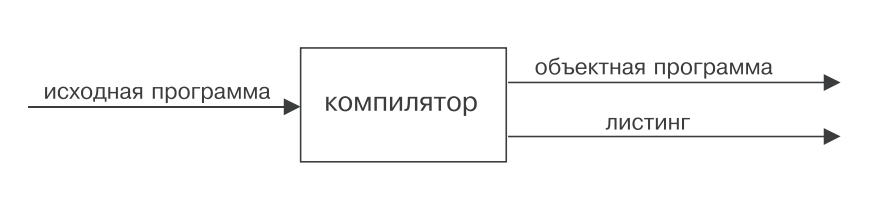 исходная программа
компилятор
объектная программа
листинг